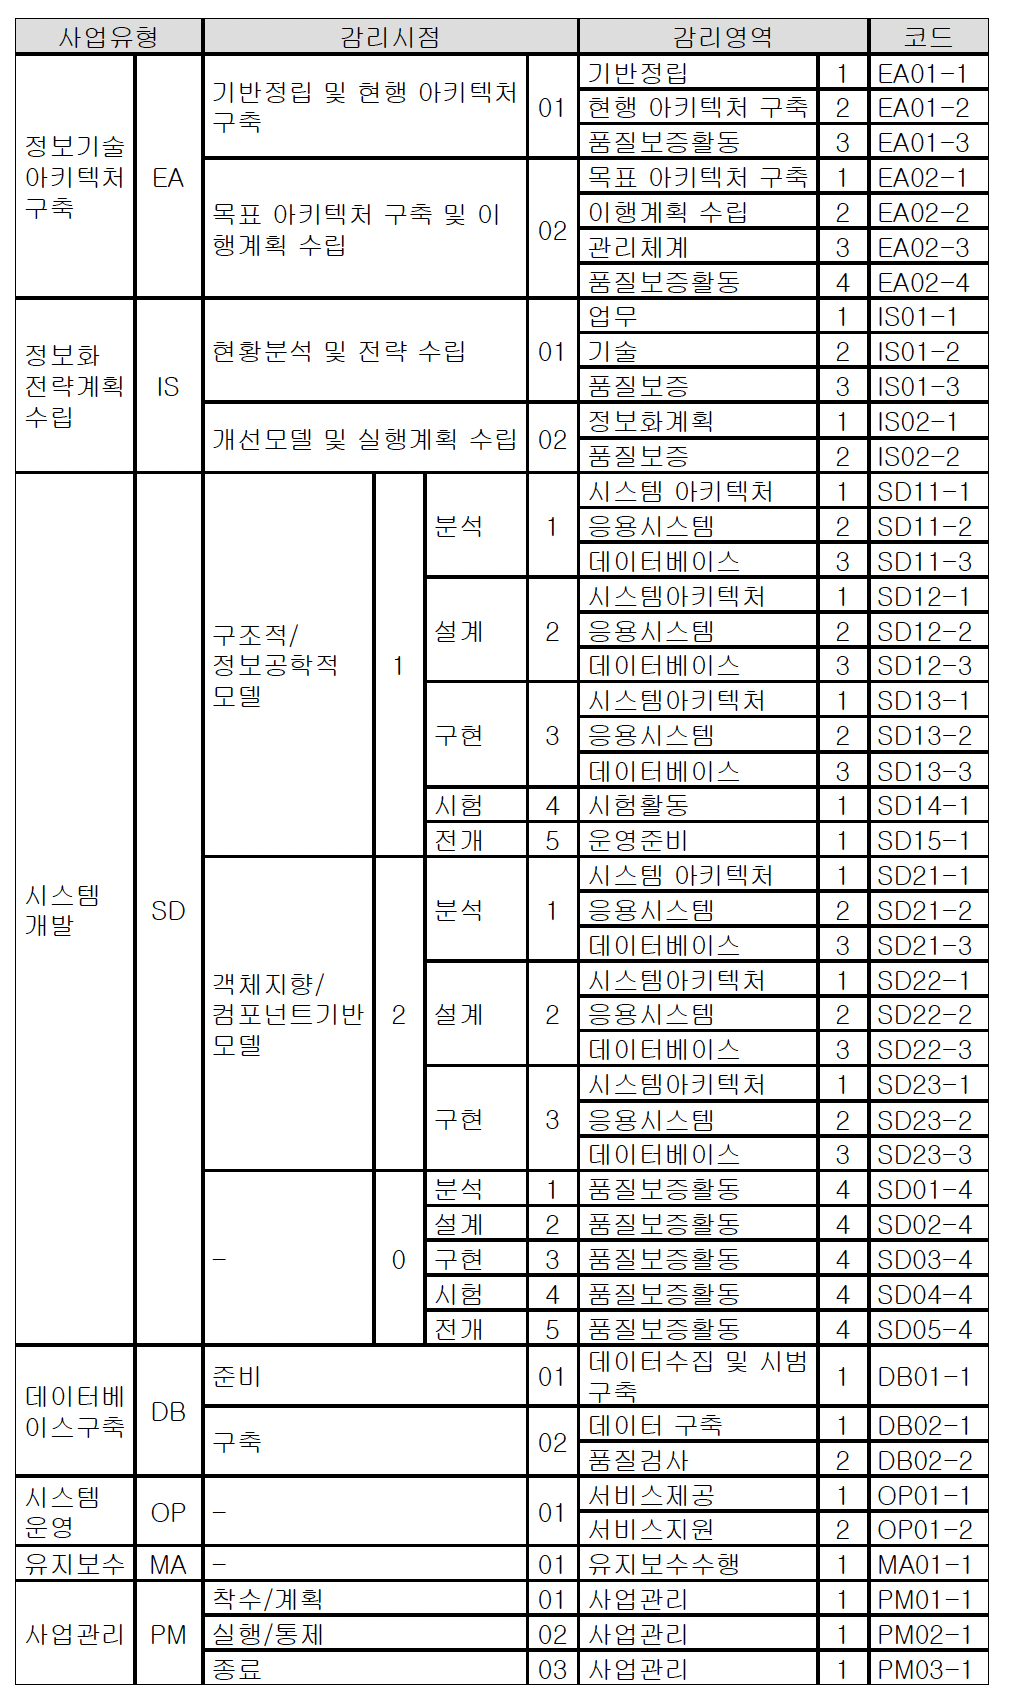 사업유형 감리시점 감리영역 코드
정보기술
아키텍처
구축
EA
기반정립 및 현행 아키텍처
구축
01
기반정립 1 EA01-1
현행 아키텍처 구축 2 EA01-2
품질보증활동 3 EA01-3
목표 아키텍처 구축 및 이
행계획 수립
02
목표 아키텍처 구축 1 EA02-1
이행계획 수립 2 EA02-2
관리체계 3 EA02-3
품질보증활동 4 EA02-4
정보화
전략계획
수립
IS
현황분석 및 전략 수립 01
업무 1 IS01-1
기술 2 IS01-2
품질보증 3 IS01-3
개선모델 및 실행계획 수립 02
정보화계획 1 IS02-1
품질보증 2 IS02-2
시스템
개발
SD
구조적/
정보공학적
모델
1
분석 1
시스템 아키텍처 1 SD11-1
응용시스템 2 SD11-2
데이터베이스 3 SD11-3
설계 2
시스템아키텍처 1 SD12-1
응용시스템 2 SD12-2
데이터베이스 3 SD12-3
구현 3
시스템아키텍처 1 SD13-1
응용시스템 2 SD13-2
데이터베이스 3 SD13-3
시험 4 시험활동 1 SD14-1
전개 5 운영준비 1 SD15-1
객체지향/
컴포넌트기반
모델
2
분석 1
시스템 아키텍처 1 SD21-1
응용시스템 2 SD21-2
데이터베이스 3 SD21-3
설계 2
시스템아키텍처 1 SD22-1
응용시스템 2 SD22-2
데이터베이스 3 SD22-3
구현 3
시스템아키텍처 1 SD23-1
응용시스템 2 SD23-2
데이터베이스 3 SD23-3
- 0
분석 1 품질보증활동 4 SD01-4
설계 2 품질보증활동 4 SD02-4
구현 3 품질보증활동 4 SD03-4
시험 4 품질보증활동 4 SD04-4
전개 5 품질보증활동 4 SD05-4
데이터베
이스구축
DB
준비 01
데이터수집 및 시범
구축
1 DB01-1
구축 02
데이터 구축 1 DB02-1
품질검사 2 DB02-2
시스템
운영
OP
- 01
서비스제공 1 OP01-1
서비스지원 2 OP01-2
유지보수 MA - 01 유지보수수행 1 MA01-1
사업관리 PM
착수/계획 01 사업관리 1 PM01-1
실행/통제 02 사업관리 1 PM02-1
종료 03 사업관리 1 PM03-1